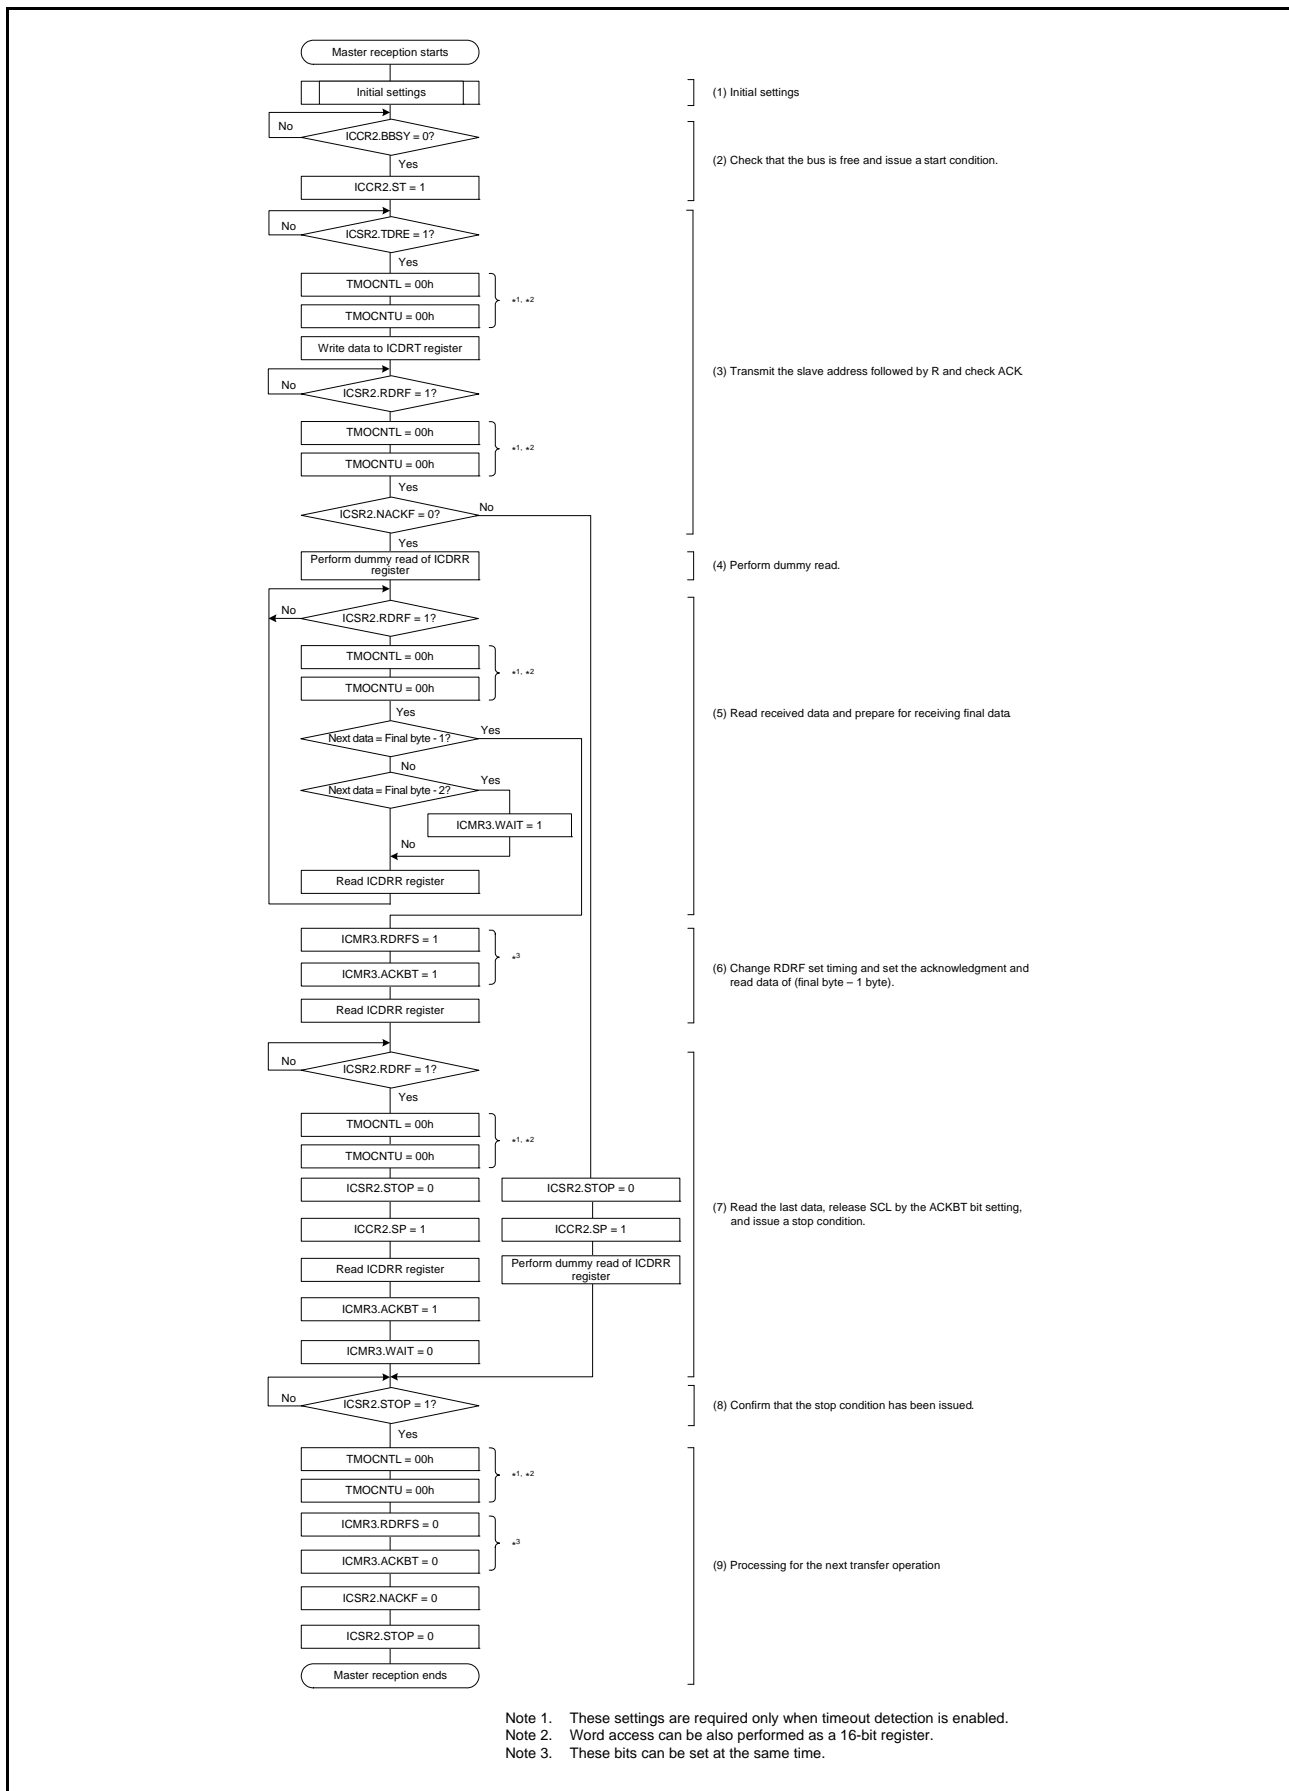 Master reception starts
Initial settings
(1) Initial settings
No
ICCR2.BBSY = 0?
Yes
(2) Check that the bus is free and issue a start condition.
ICCR2.ST = 1
No
ICSR2.TDRE = 1?
Yes
TMOCNTL = 00h
*1, *2
TMOCNTU = 00h
Write data to ICDRT register
(3) Transmit the slave address followed by R and check ACK.
No
ICSR2.RDRF = 1?
TMOCNTL = 00h
*1, *2
TMOCNTU = 00h
Yes
ICSR2.NACKF = 0?
No
Yes
Perform dummy read of ICDRR
register
(4) Perform dummy read.
No
ICSR2.RDRF = 1?
TMOCNTL = 00h
*1, *2
TMOCNTU = 00h
Yes
(5) Read received data and prepare for receiving final data.
Next data = Final byte - 1?
Yes
No
Next data = Final byte - 2?
Yes
ICMR3.WAIT = 1
No
Read ICDRR register
ICMR3.RDRFS = 1
*3
ICMR3.ACKBT = 1
(6) Change RDRF set timing and set the acknowledgment and
read data of (final byte – 1 byte).
Read ICDRR register
No
ICSR2.RDRF = 1?
Yes
TMOCNTL = 00h
*1, *2
TMOCNTU = 00h
ICSR2.STOP = 0
ICSR2.STOP = 0
(7) Read the last data, release SCL by the ACKBT bit setting,
and issue a stop condition.
ICCR2.SP = 1
ICCR2.SP = 1
Read ICDRR register
Perform dummy read of ICDRR
register
ICMR3.ACKBT = 1
ICMR3.WAIT = 0
No
ICSR2.STOP = 1?
(8) Confirm that the stop condition has been issued.
Yes
TMOCNTL = 00h
*1, *2
TMOCNTU = 00h
ICMR3.RDRFS = 0
*3
ICMR3.ACKBT = 0
(9) Processing for the next transfer operation
ICSR2.NACKF = 0
ICSR2.STOP = 0
Master reception ends
Note 1. These settings are required only when timeout detection is enabled.
Note 2. Word access can be also performed as a 16-bit register.
Note 3. These bits can be set at the same time.